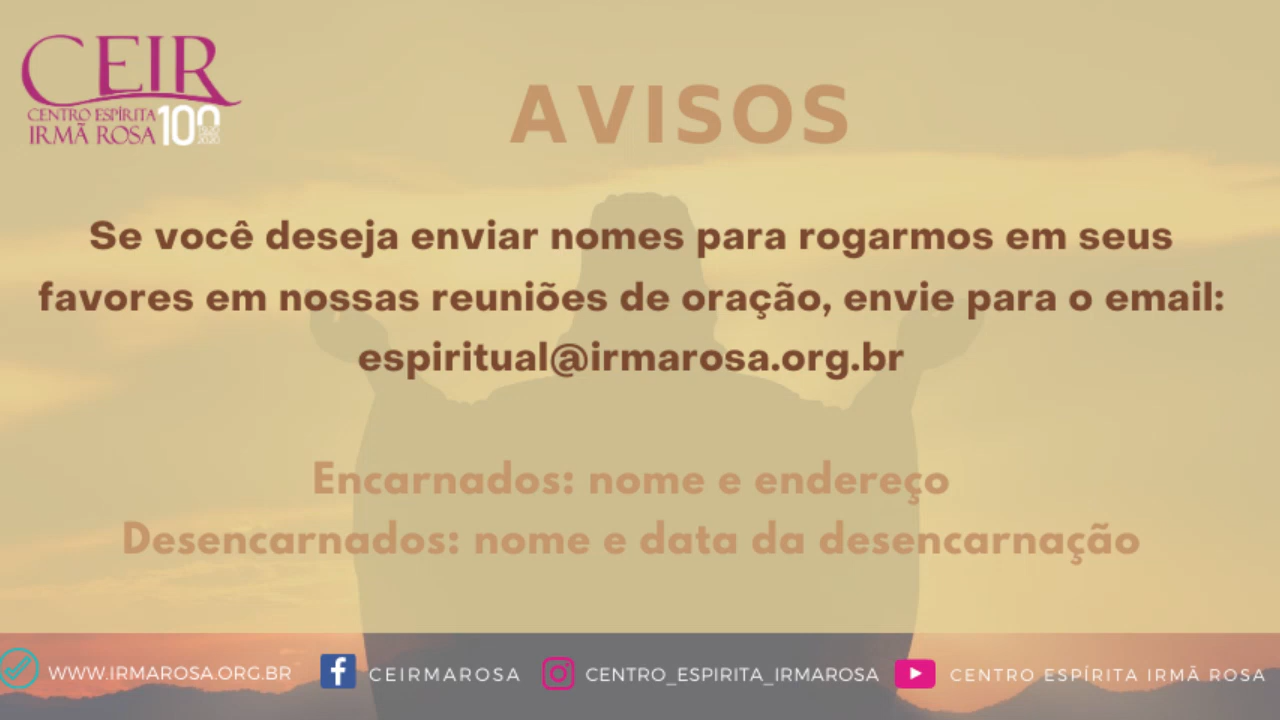 CEIR
CENTRO ESPÍRITA
IRMÃ ROSA 100
2020
AVISOS
Se você deseja enviar nomes para rogarmos em seus
favores em nossas reuniões de oração, envie para o email:
espiritual@irmarosa.org.br
Encarnados: nome e endereço
Desencarnados: nome e data da desencarnação
WWW.IRMAROSA.ORG.BR CEIRMAROSA CENTRO_ESPIRITA_IRMAROSA CENTRO ESPÍRITA IRMÃ ROSA